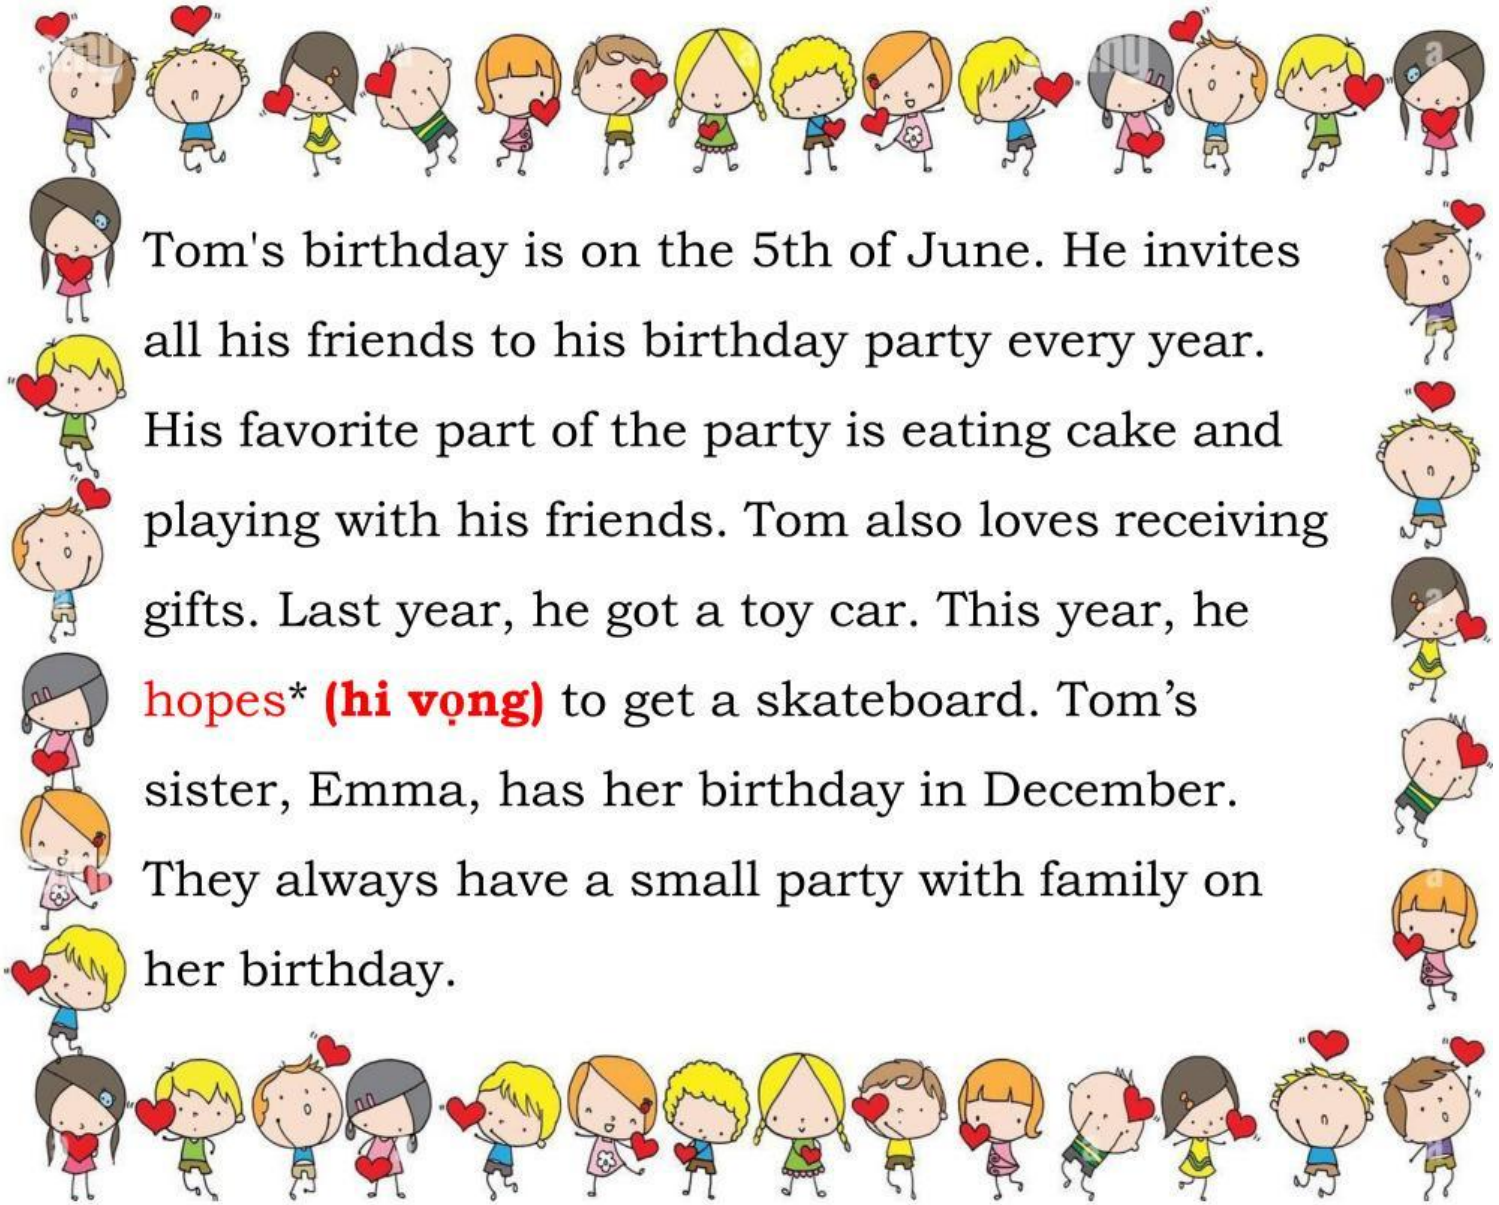 Tom's birthday is on the 5th of June. He invites
all his friends to his birthday party every year.
His favorite part of the party is eating cake and
playing with his friends. Tom also loves receiving
gifts. Last year, he got a toy car. This year, he
hopes* (hi vọng) to get a skateboard. Tom’s
sister, Emma, has her birthday in December.
They always have a small party with family on
her birthday.